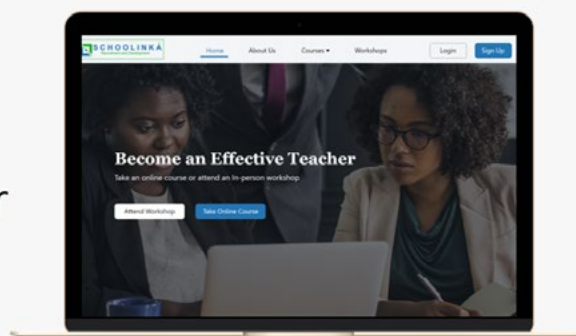 SCHOOLINKA
Home
About Us
Courses
Workshops
Login
Sign Up
Become an Effective Teacher
Take an online course or attend an In-person workshop
Attend Workshop
Take Online Course
r